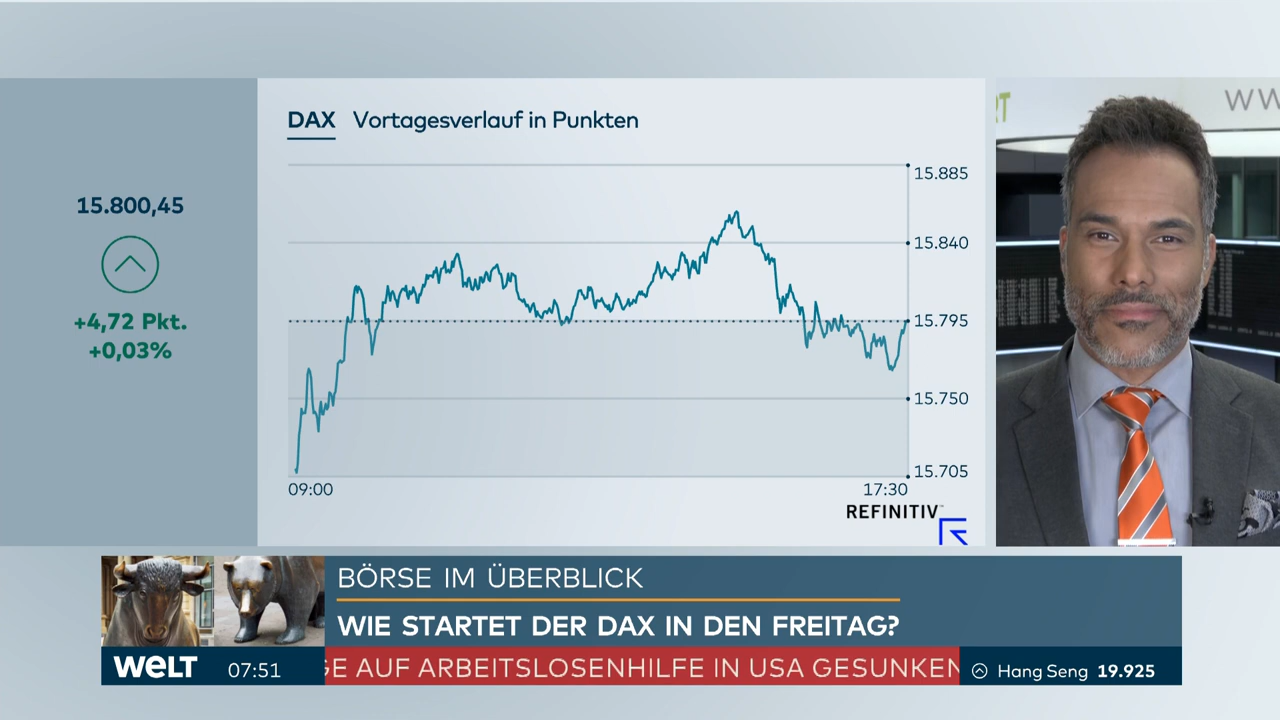 DAX Vortagesverlauf in Punkten
15.800,45
+4,72 Pkt.
+0,03%
15.885
15.840
15.795
15.750
15.705
09:00
17:30
REFINITIV
WW
BÖRSE IM ÜBERBLICK
WIE STARTET DER DAX IN DEN FREITAG?
welt 07:51
GE AUF ARBEITSLOSENHILFE IN USA GESUNKEN
Hang Seng 19.925